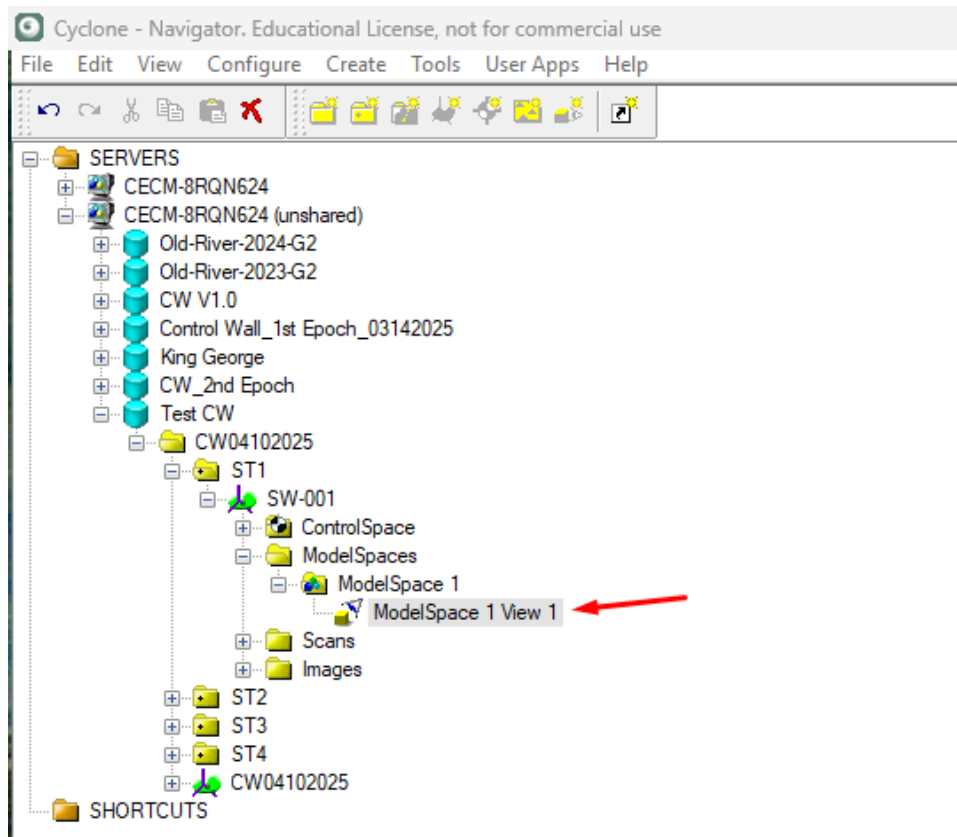 Cyclone - Navigator. Educational License, not for commercial use
File Edit View Configure Create Tools User Apps Help
SERVERS
CECM-8RQN624
CECM-8RQN624 (unshared)
Old-River-2024-G2
Old-River-2023-G2
CW V1.0
Control Wall_1st Epoch_03142025
King George
CW_2nd Epoch
Test CW
CW04102025
ST1
SW-001
ControlSpace
ModelSpaces
ModelSpace 1
ModelSpace 1 View 1
Scans
Images
ST2
ST3
ST4
CW04102025
SHORTCUTS